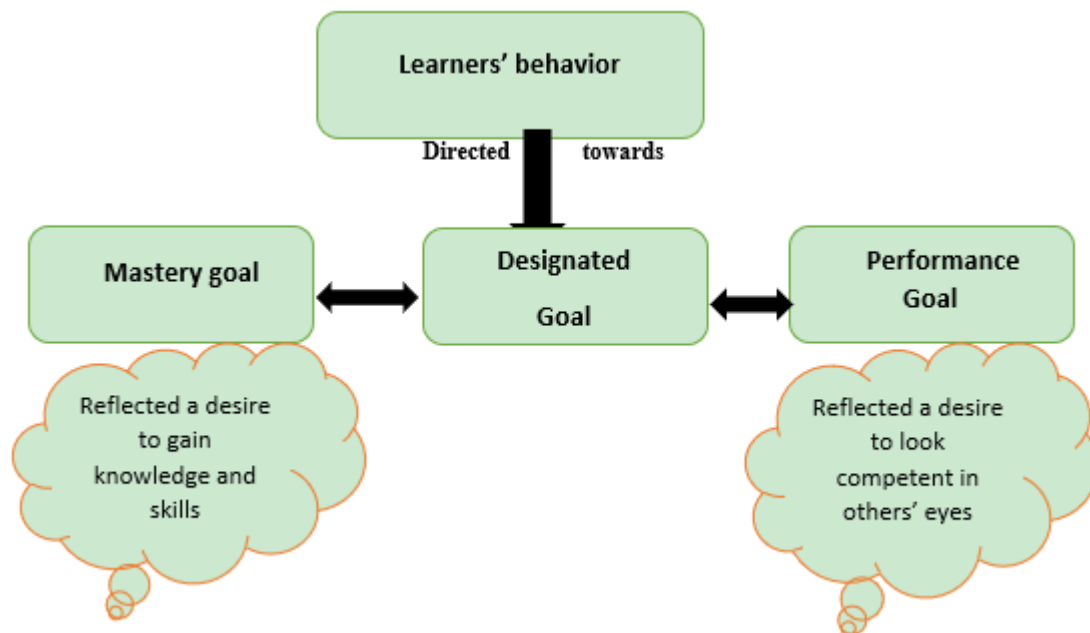 Learners’ behavior
Directed towards
Mastery goal
Designated
Goal
Performance
Goal
Reflected a desire
to gain
knowledge and
skills
Reflected a desire
to look
competent in
others’ eyes